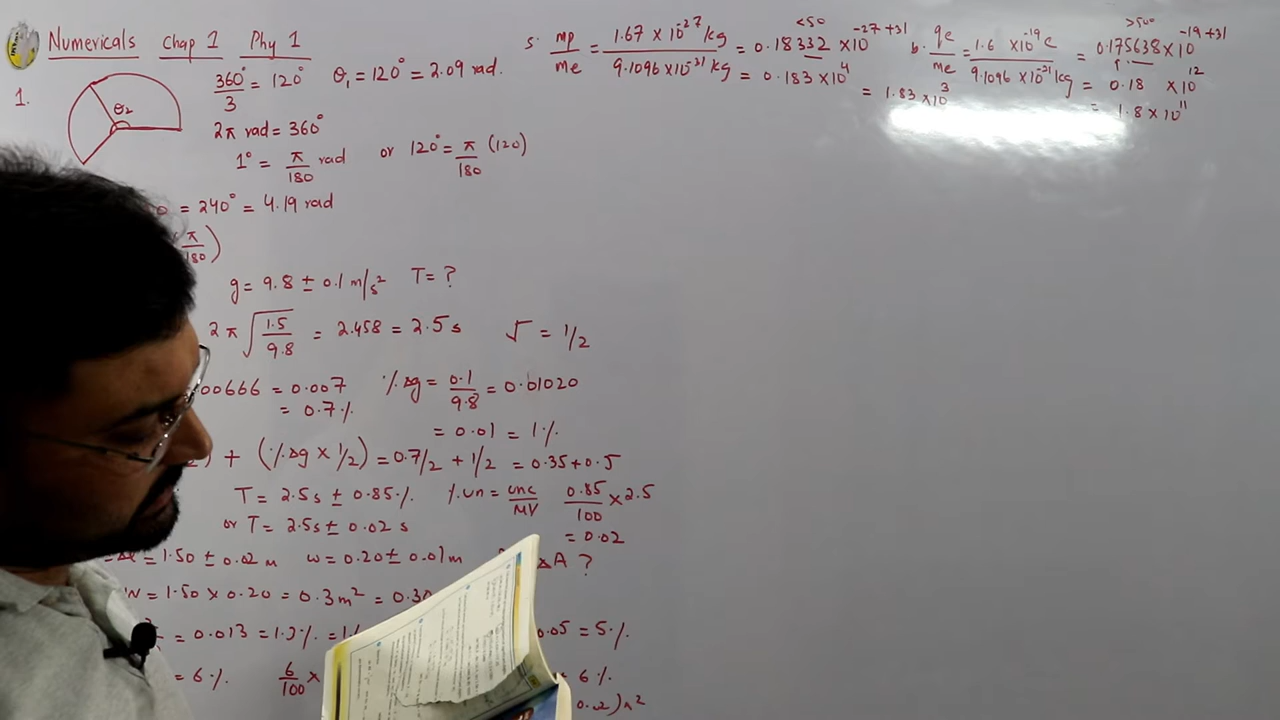 Numericals Chap 1 Phy 1
1.
θ2
360°/3 = 120° θ1 = 120° = 2.09 rad.
2π rad = 360°
1° = π/180 rad or 120° = π/180 (120)
= 240° = 4.19 rad
π/180)
g = 9.8 ± 0.1 m/s² T = ?
2π√(1.5/9.8) = 2.458 = 2.5 s √ = 1/2
00666 = 0.007 %Δg = 0.1/9.8 = 0.01020
= 0.7% 
= 0.01 = 1%
+ (%Δg × 1/2) = 0.7/2 + 1/2 = 0.35 + 0.5
T = 2.5s ± 0.85% %un = unc/MV 0.85/100 × 2.5
or T = 2.5s ± 0.02 s = 0.02
= 1.50 ± 0.02 m w = 0.20 ± 0.01 m ΔA ?
W = 1.50 × 0.20 = 0.3 m² = 0.30
= 0.013 = 1.3% = 0.05 = 5%
= 6% 6/100 × 6%
0.02) m²
5. mp/me = 1.67 × 10⁻²⁷ kg/9.1096 × 10⁻³¹ kg = 0.18332 × 10⁻²⁷⁺³¹
<50
= 0.183 × 10⁴
= 1.83 × 10³
b. qe/me = 1.6 × 10⁻¹⁹ C/9.1096 × 10⁻³¹ kg = 0.175638 × 10⁻¹⁹⁺³¹
>50
= 0.18 × 10¹²
= 1.8 × 10¹¹